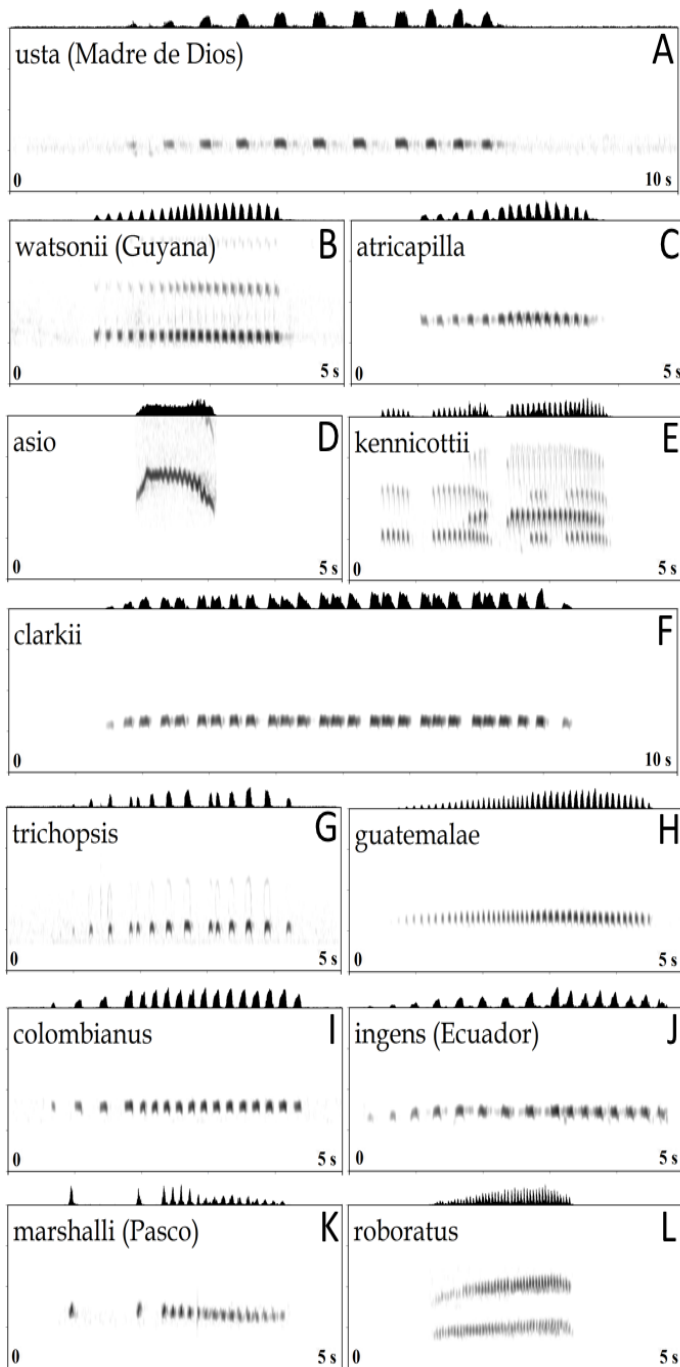 usta (Madre de Dios) A
0 10 s
watsonii (Guyana) B
0 5 s
atricapilla C
0 5 s
asio D
0 5 s
kennicottii E
0 5 s
clarkii F
0 10 s
trichopsis G
0 5 s
guatemalae H
0 5 s
colombianus I
0 5 s
ingens (Ecuador) J
0 5 s
marshalli (Pasco) K
0 5 s
roboratus L
0 5 s